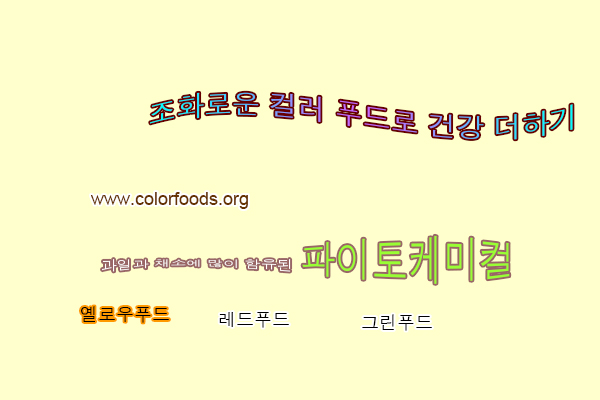 조화로운 컬러 푸드로 건강 더하기
www.colorfoods.org
과일과 채소에 많이 함유된 파이토케미컬
옐로우푸드 레드푸드 그린푸드